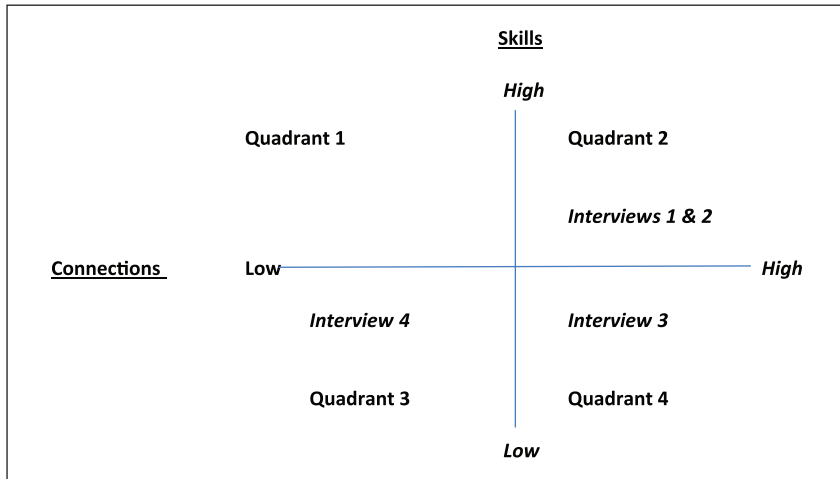 Skills
High
Quadrant 1
Quadrant 2
Interviews 1 & 2
Connections
Low
High
Interview 4
Interview 3
Quadrant 3
Quadrant 4
Low